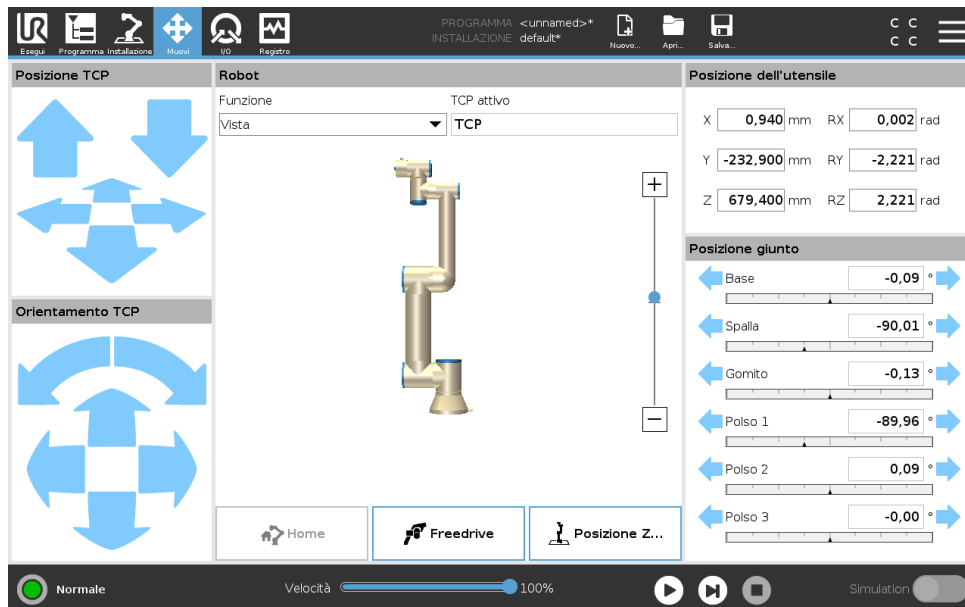 PROGRAMMA <unnamed>*
INSTALLAZIONE default*
Esegui Programma Installazione Muovi I/O Registro Nuovo... Apri... Salva...
C C
C C
Posizione TCP
Robot
Posizione dell'utensile
Funzione TCP attivo
Vista TCP
X 0,940 mm RX 0,002 rad
Y -232,900 mm RY -2,221 rad
Z 679,400 mm RZ 2,221 rad
+
−
Posizione giunto
Base -0,09 °
Spalla -90,01 °
Gomito -0,13 °
Polso 1 -89,96 °
Polso 2 0,09 °
Polso 3 -0,00 °
Orientamento TCP
Home Freedrive Posizione Z...
Normale Velocità 100% Simulation